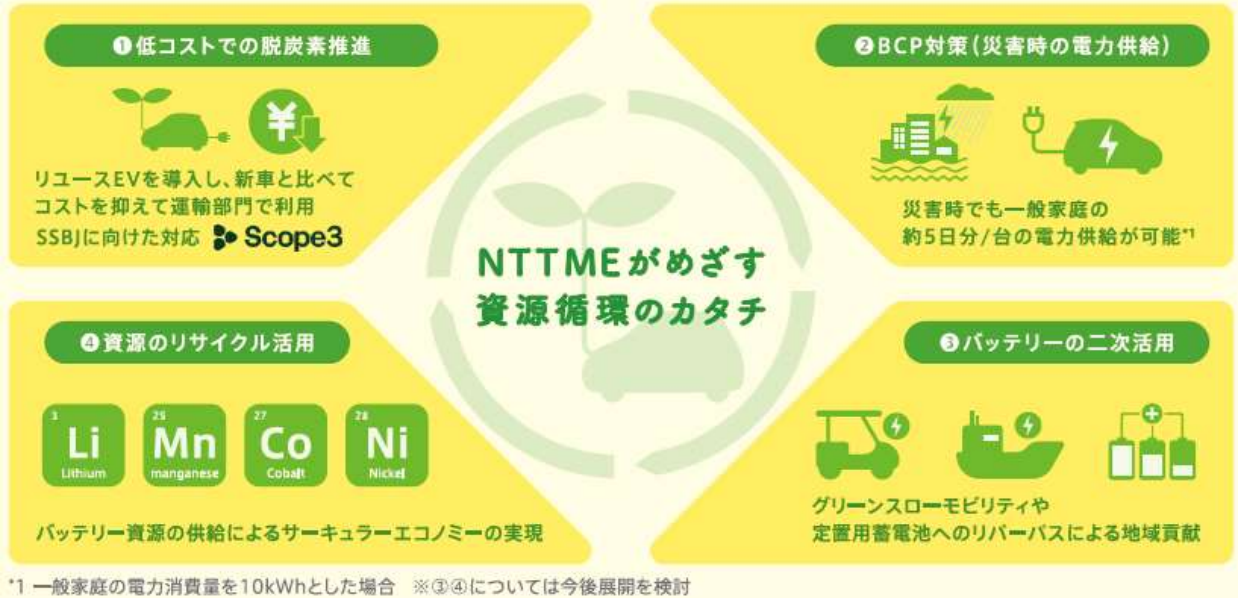 ❶低コストでの脱炭素推進
リユースEVを導入し、新車と比べて
コストを抑えて運輸部門で利用
SSBJに向けた対応 Scope3
❷BCP対策(災害時の電力供給)
災害時でも一般家庭の
約5日分/台の電力供給が可能*1
NTTMEがめざす
資源循環のカタチ
❸バッテリーの二次活用
グリーンスローモビリティや
定置用蓄電池へのリバーパスによる地域貢献
❹資源のリサイクル活用
3 Li Lithium
25 Mn manganese
27 Co Cobalt
28 Ni Nickel
バッテリー資源の供給によるサーキュラーエコノミーの実現
*1 一般家庭の電力消費量を10kWhとした場合 ※③④については今後展開を検討